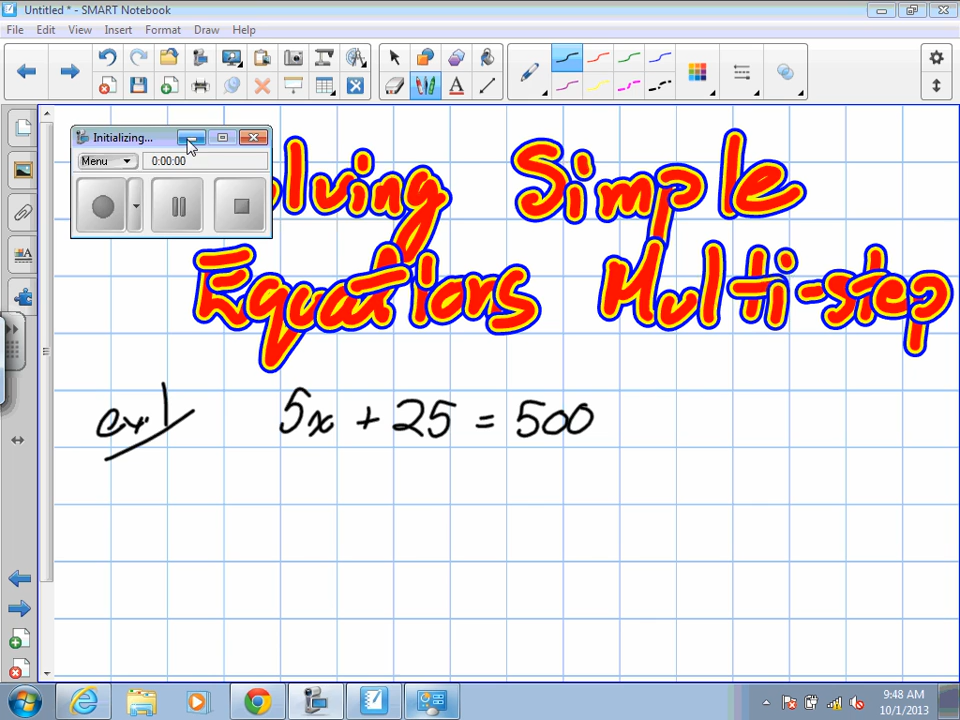 Untitled * - SMART Notebook
File Edit View Insert Format Draw Help
Initializing...
Menu 0:00:00
olving Simple
Equations Multi-step
ex 1 5x + 25 = 500
9:48 AM
10/1/2013